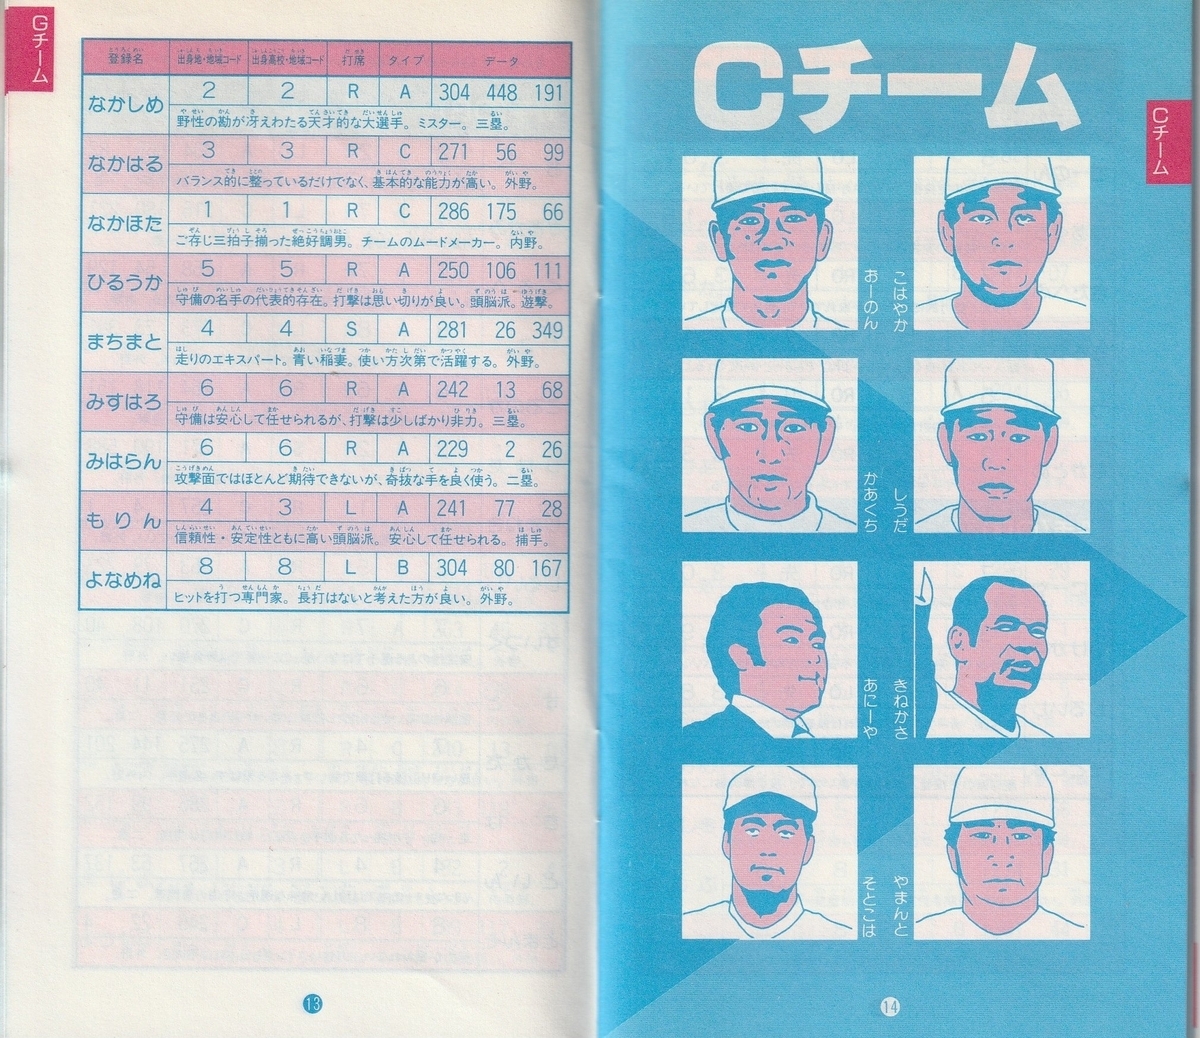 Gチーム
登録名 出身地・地域コード 出身高校・地域コード 打席 タイプ データ
なかしめ 2 2 R A 304 448 191
野性の勘が冴えわたる天才的な大選手。ミスター。三塁。
なかはる 3 3 R C 271 56 99
バランス的に整っているだけでなく、基本的な能力が高い。外野。
なかほた 1 1 R C 286 175 66
ご存じ三拍子揃った絶好調男。チームのムードメーカー。内野。
ひるうか 5 5 R A 250 106 111
守備の名手の代表的存在。打撃は思い切りが良い。頭脳派。遊撃。
まちまと 4 4 S A 281 26 349
走りのエキスパート。青い稲妻。使い方次第で活躍する。外野。
みすはろ 6 6 R A 242 13 68
守備は安心して任せられるが、打撃は少しばかり非力。三塁。
みはらん 6 6 R A 229 2 26
攻撃面ではほとんど期待できないが、奇抜な手を良く使う。二塁。
もりん 4 3 L A 241 77 28
信頼性・安定性ともに高い頭脳派。安心して任せられる。捕手。
よなめね 8 8 L B 304 80 167
ヒットを打つ専門家。長打はないと考えた方が良い。外野。
13
Cチーム
Cチーム
こはやか
おーのん
しうだ
かあくち
きねかさ
あにーや
やまんと
そとこは
14